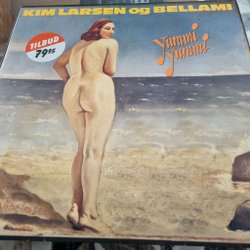 KIM LARSEN OG BELLAMI
TILBUD
79.95
Yummi
yummi